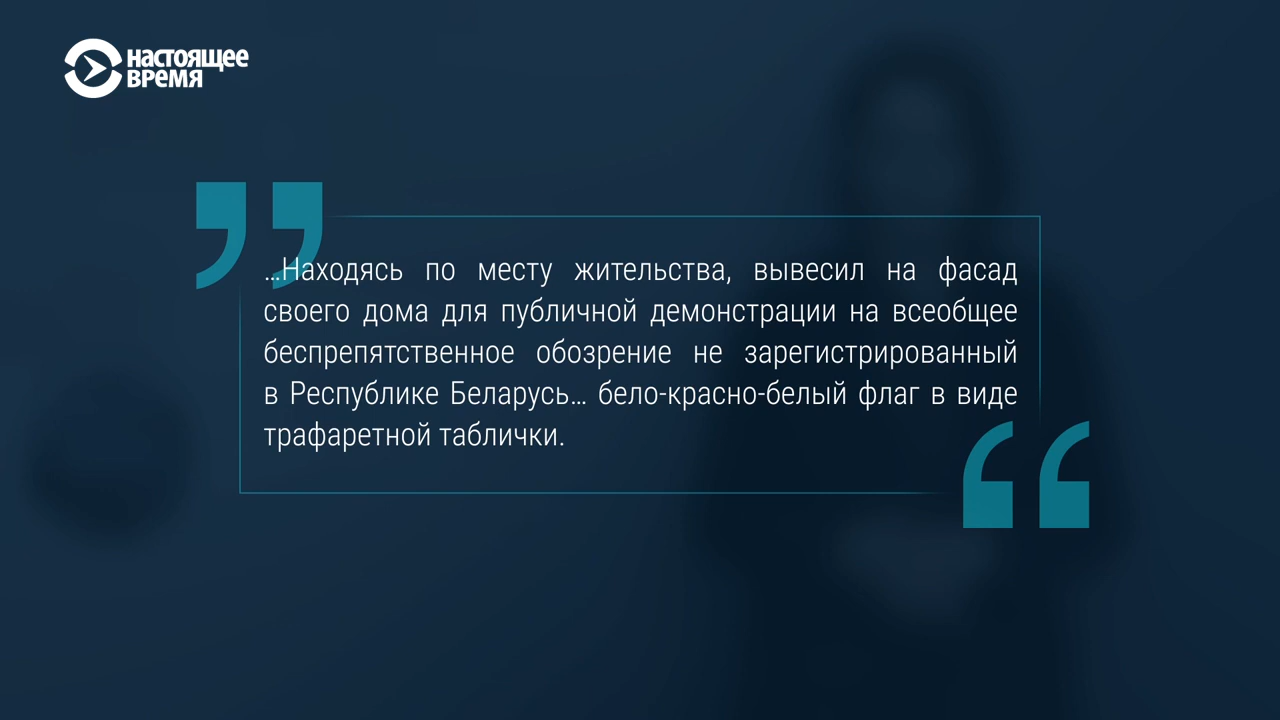 настоящее
время
…Находясь по месту жительства, вывесил на фасад
своего дома для публичной демонстрации на всеобщее
беспрепятственное обозрение не зарегистрированный
в Республике Беларусь… бело-красно-белый флаг в виде
трафаретной таблички.